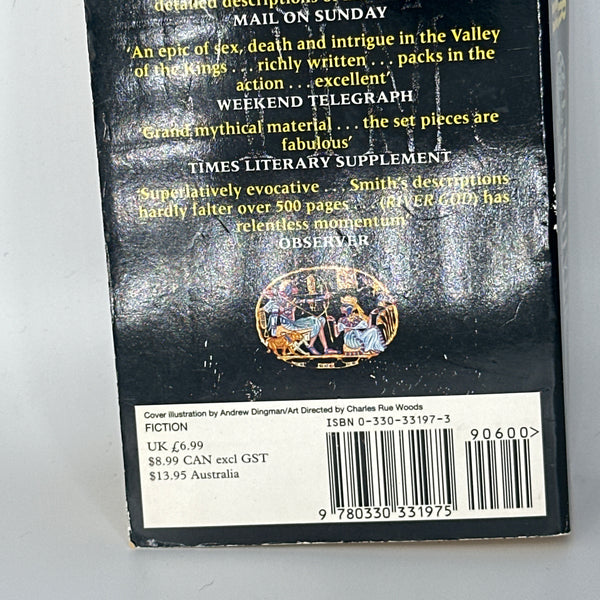 detailed descriptions of
MAIL ON SUNDAY
'An epic of sex, death and intrigue in the Valley
of the Kings . . . richly written . . . packs in the
action . . . excellent'
WEEKEND TELEGRAPH
'Grand mythical material . . . the set pieces are
fabulous'
TIMES LITERARY SUPPLEMENT
'Superlatively evocative . . . Smith's descriptions
hardly falter over 500 pages . . . (RIVER GOD) has
relentless momentum'
OBSERVER
Cover illustration by Andrew Dingman/Art Directed by Charles Rue Woods
FICTION
UK £6.99
$8.99 CAN excl GST
$13.95 Australia
ISBN 0-330-33197-3
90600>
9 780330 331975